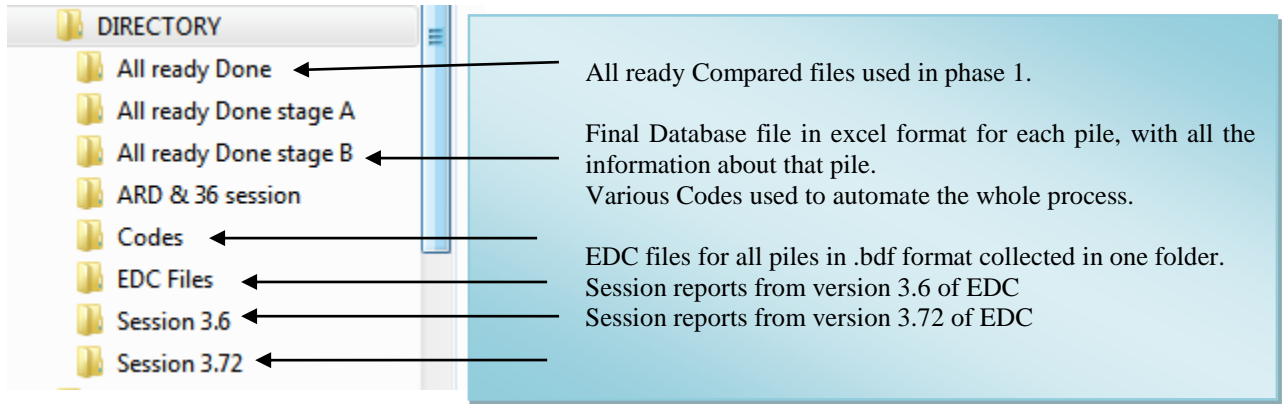 DIRECTORY
All ready Done
All ready Done stage A
All ready Done stage B
ARD & 36 session
Codes
EDC Files
Session 3.6
Session 3.72
All ready Compared files used in phase 1.
Final Database file in excel format for each pile, with all the
information about that pile.
Various Codes used to automate the whole process.
EDC files for all piles in .bdf format collected in one folder.
Session reports from version 3.6 of EDC
Session reports from version 3.72 of EDC